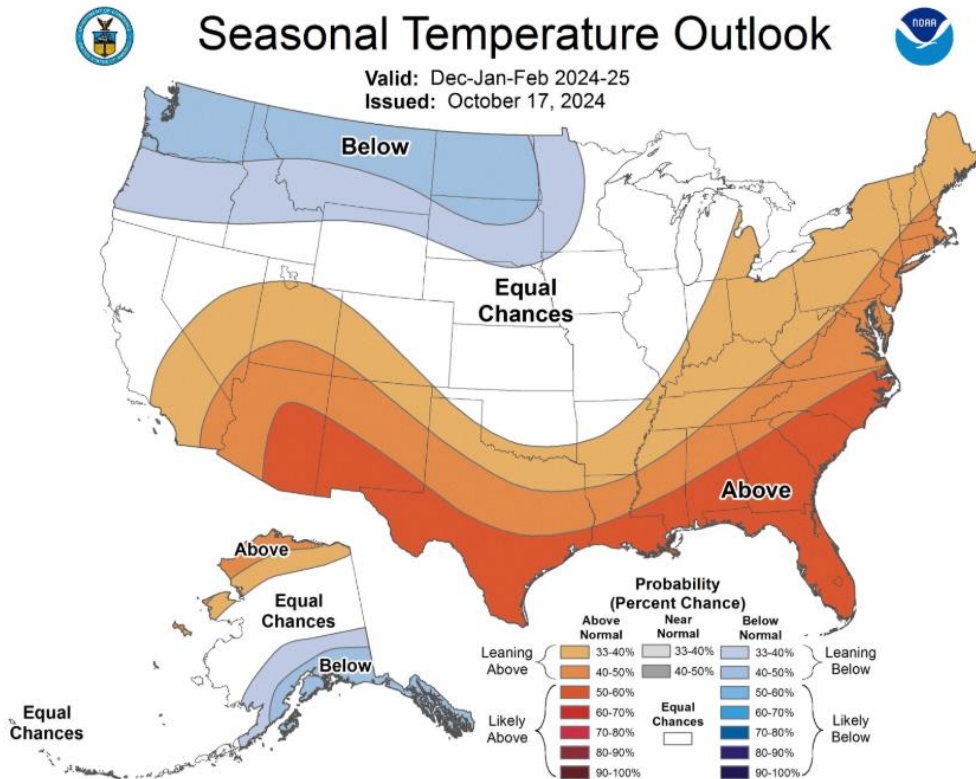 Seasonal Temperature Outlook
NOAA
Valid: Dec-Jan-Feb 2024-25
Issued: October 17, 2024
Below
Equal
Chances
Above
Above
Equal
Chances
Below
Equal
Chances
Probability
(Percent Chance)
Above
Normal
Near
Normal
Below
Normal
Leaning
Above
33-40%
33-40%
33-40%
Leaning
Below
40-50%
40-50%
40-50%
Likely
Above
50-60%
50-60%
Likely
Below
60-70%
Equal
Chances
60-70%
70-80%
70-80%
80-90%
80-90%
90-100%
90-100%